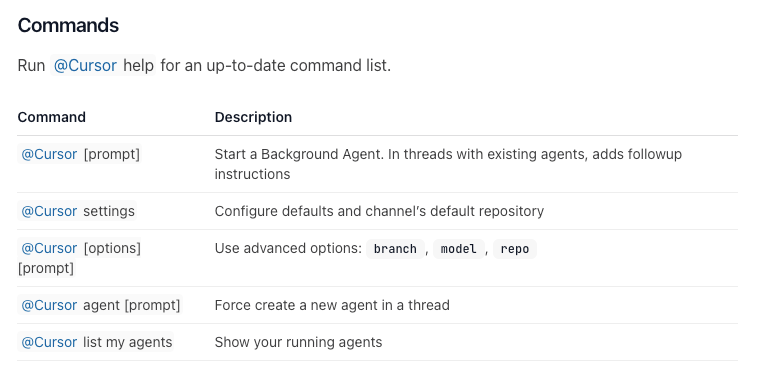 Commands
Run @Cursor help for an up-to-date command list.
Command Description
@Cursor [prompt] Start a Background Agent. In threads with existing agents, adds followup
instructions
@Cursor settings Configure defaults and channel's default repository
@Cursor [options] Use advanced options: branch, model, repo
[prompt]
@Cursor agent [prompt] Force create a new agent in a thread
@Cursor list my agents Show your running agents